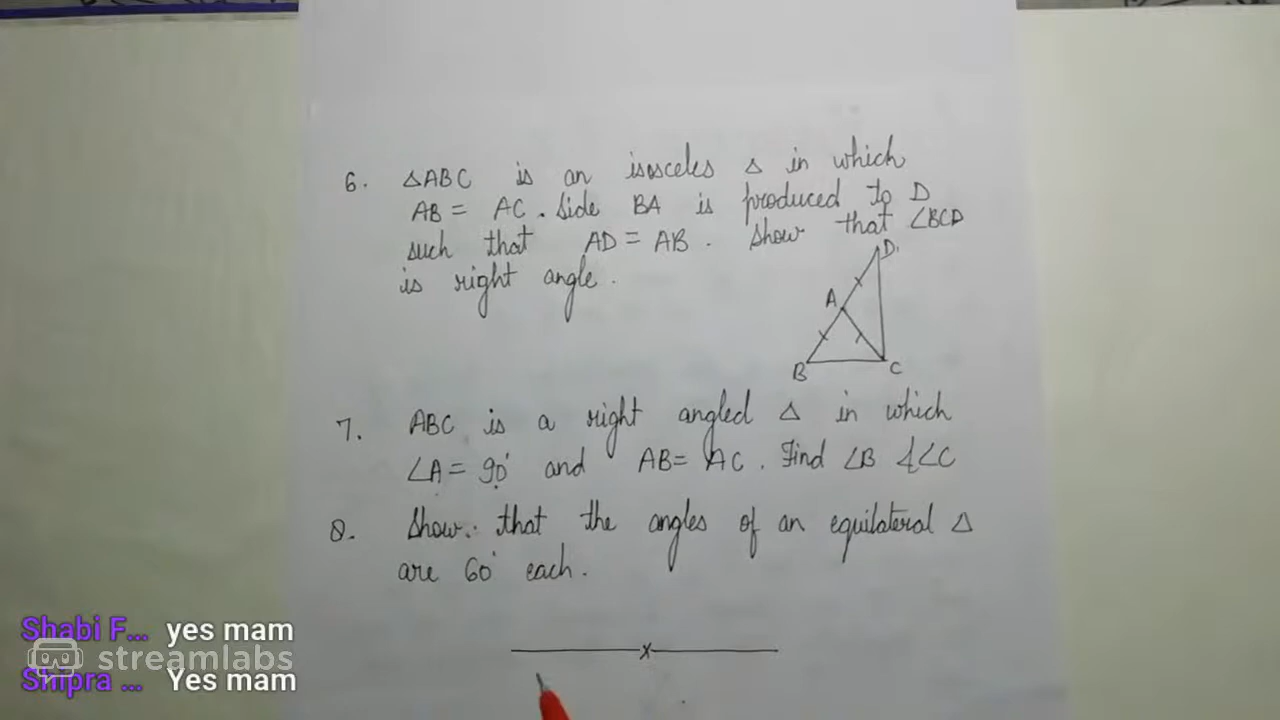 6. △ABC is an isosceles △ in which
AB = AC. Side BA is produced to D
such that AD = AB. Show that ∠BCD
is right angle.
D
A
B
C
7. ABC is a right angled △ in which
∠A = 90° and AB = AC. Find ∠B & ∠C
8. Show that the angles of an equilateral △
are 60° each.
x
Shabi F... yes mam
streamlabs
Shipra ... Yes mam